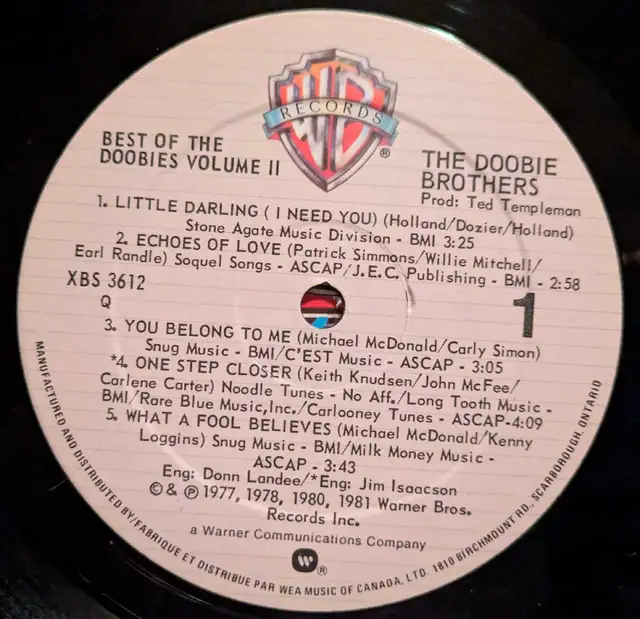 WB
RECORDS
®
BEST OF THE
DOOBIES VOLUME II
THE DOOBIE
BROTHERS
Prod: Ted Templeman
1. LITTLE DARLING ( I NEED YOU) (Holland/Dozier/Holland)
Stone Agate Music Division - BMI 3:25
2. ECHOES OF LOVE (Patrick Simmons/Willie Mitchell/
Earl Randle) Soquel Songs - ASCAP/J.E.C. Publishing - BMI - 2:58
XBS 3612
Q
1
3. YOU BELONG TO ME (Michael McDonald/Carly Simon)
Snug Music - BMI/C'EST Music - ASCAP - 3:05
*4. ONE STEP CLOSER (Keith Knudsen/John McFee/
Carlene Carter) Noodle Tunes - No Aff./Long Tooth Music -
BMI/Rare Blue Music,Inc./Carlooney Tunes - ASCAP-4:09
5. WHAT A FOOL BELIEVES (Michael McDonald/Kenny
Loggins) Snug Music - BMI/Milk Money Music -
ASCAP - 3:43
Eng: Donn Landee/*Eng: Jim Isaacson
© & ℗ 1977, 1978, 1980, 1981 Warner Bros.
Records Inc.
a Warner Communications Company
W®
MANUFACTURED AND DISTRIBUTED BY/FABRIQUE ET DISTRIBUE PAR WEA MUSIC OF CANADA, LTD. 1810 BIRCHMOUNT RD., SCARBOROUGH, ONTARIO